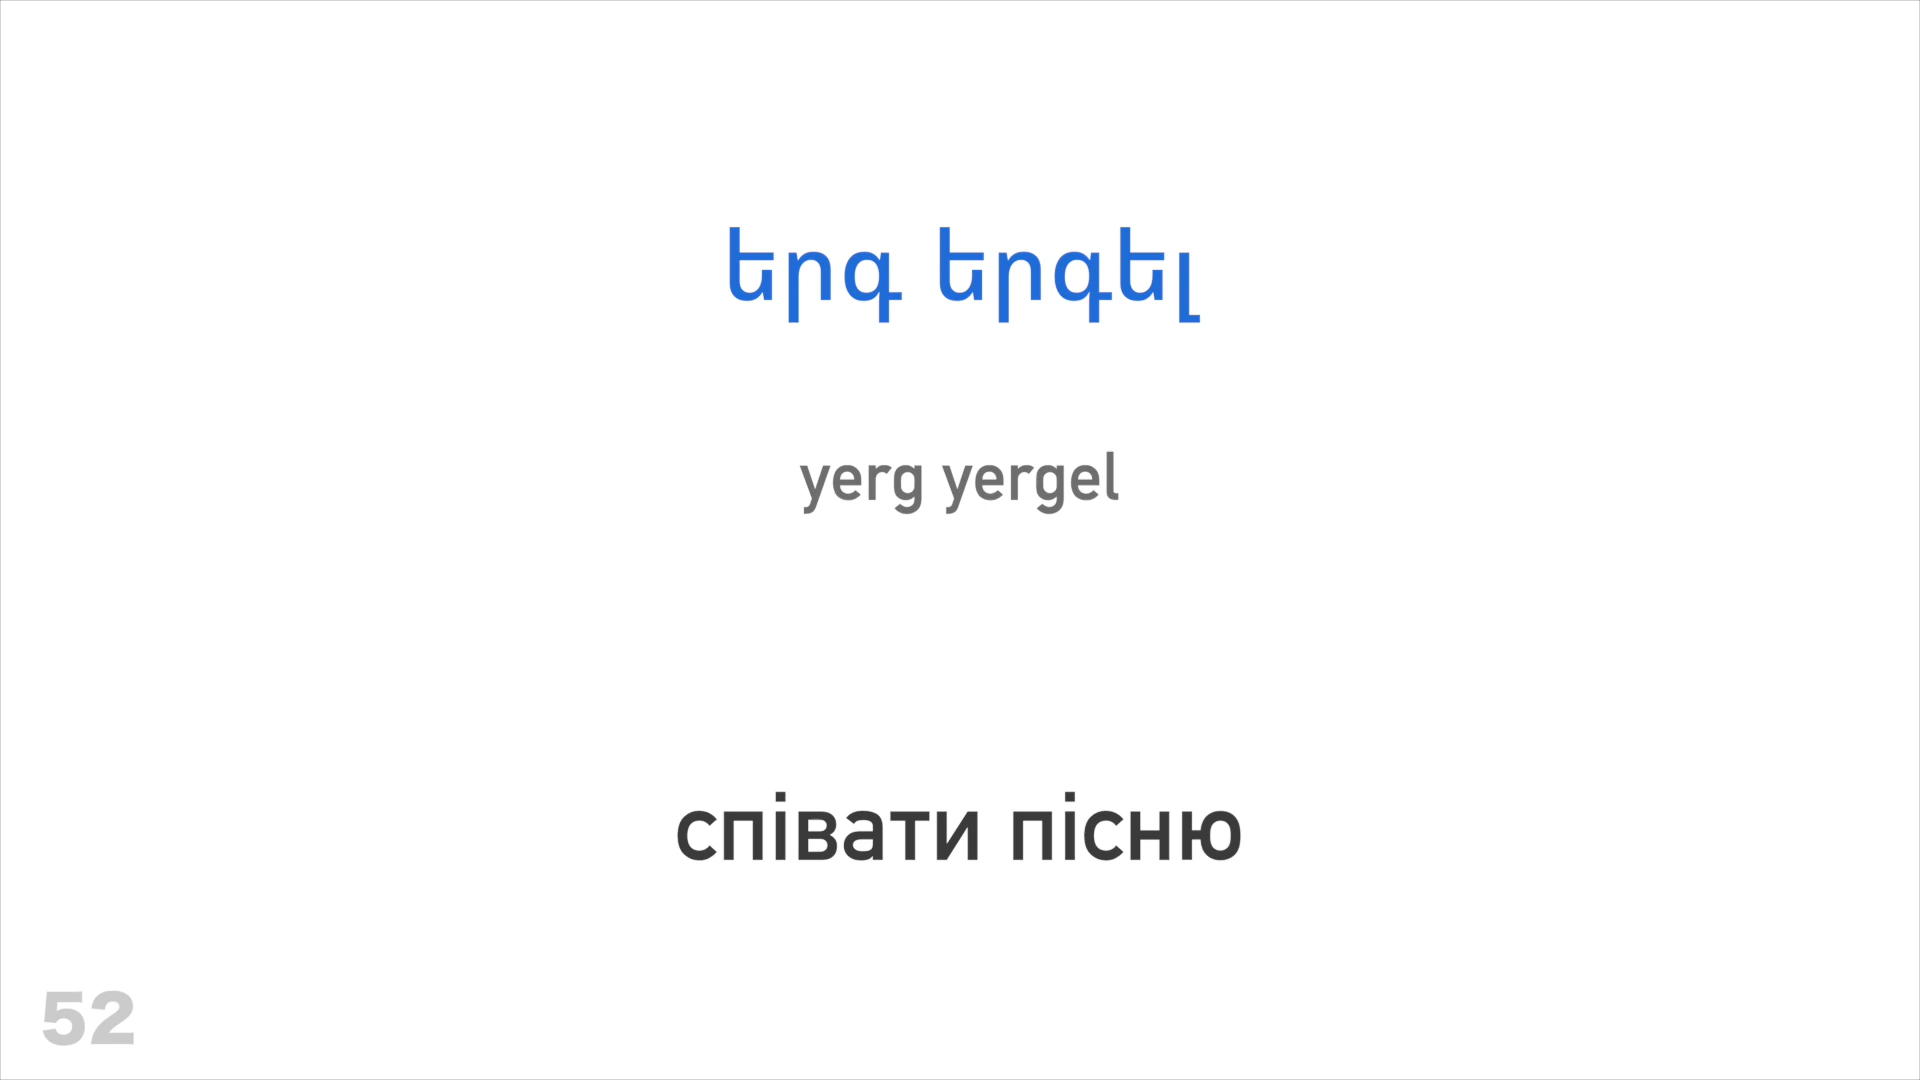 երգ երգել
yerg yergel
співати пісню
52